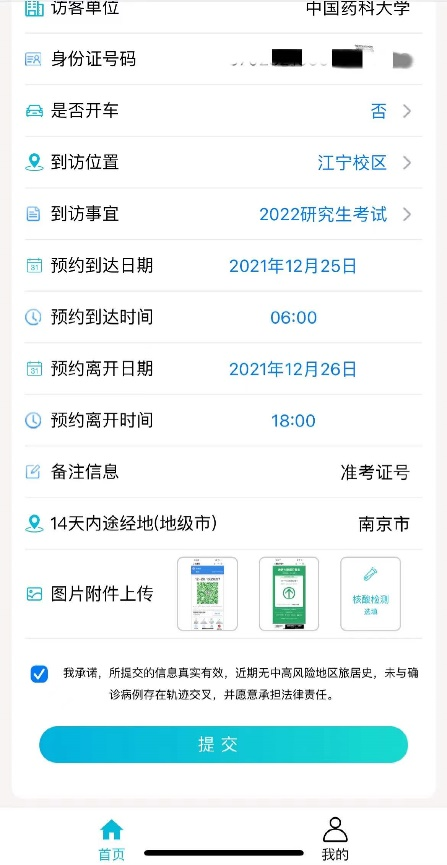 访客单位 中国药科大学
身份证号码
是否开车 否
到访位置 江宁校区
到访事宜 2022研究生考试
预约到达日期 2021年12月25日
预约到达时间 06:00
预约离开日期 2021年12月26日
预约离开时间 18:00
备注信息 准考证号
14天内途经地(地级市) 南京市
图片附件上传 核酸检测
选填
我承诺，所提交的信息真实有效，近期无中高风险地区旅居史，未与确
诊病例存在轨迹交叉，并愿意承担法律责任。
提交
首页 我的